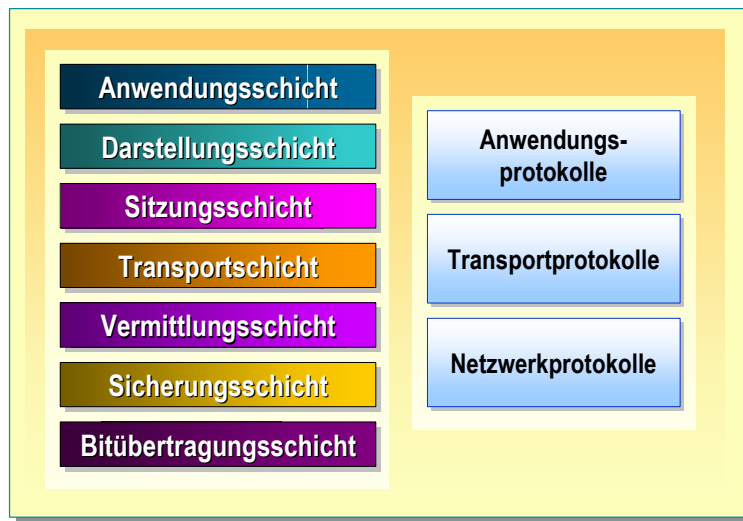 Anwendungsschicht
Darstellungsschicht
Sitzungsschicht
Transportschicht
Vermittlungsschicht
Sicherungsschicht
Bitübertragungsschicht
Anwendungs-
protokolle
Transportprotokolle
Netzwerkprotokolle